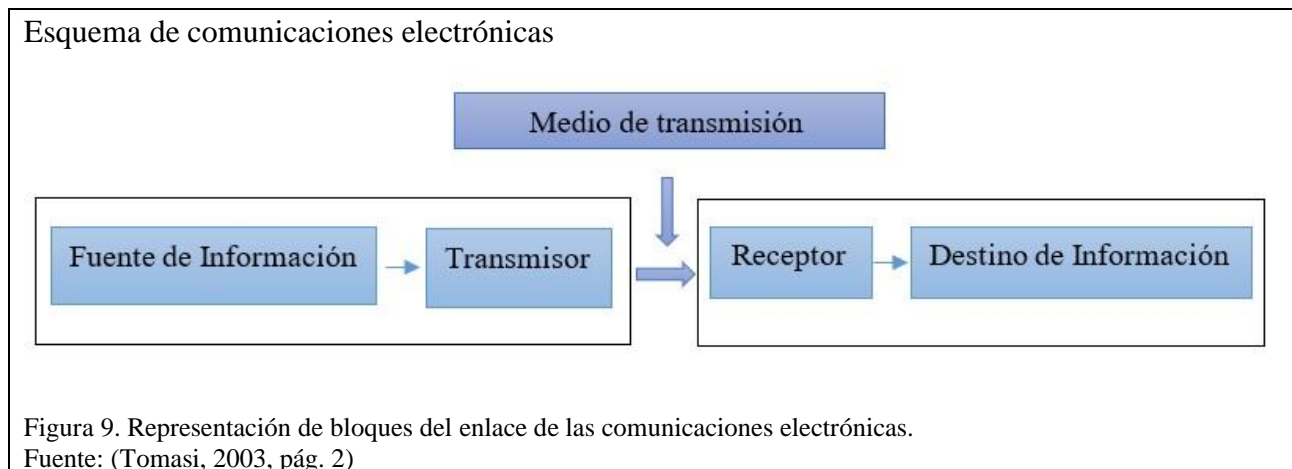 Esquema de comunicaciones electrónicas
Medio de transmisión
Fuente de Información
Transmisor
Receptor
Destino de Información
Figura 9. Representación de bloques del enlace de las comunicaciones electrónicas.
Fuente: (Tomasi, 2003, pág. 2)